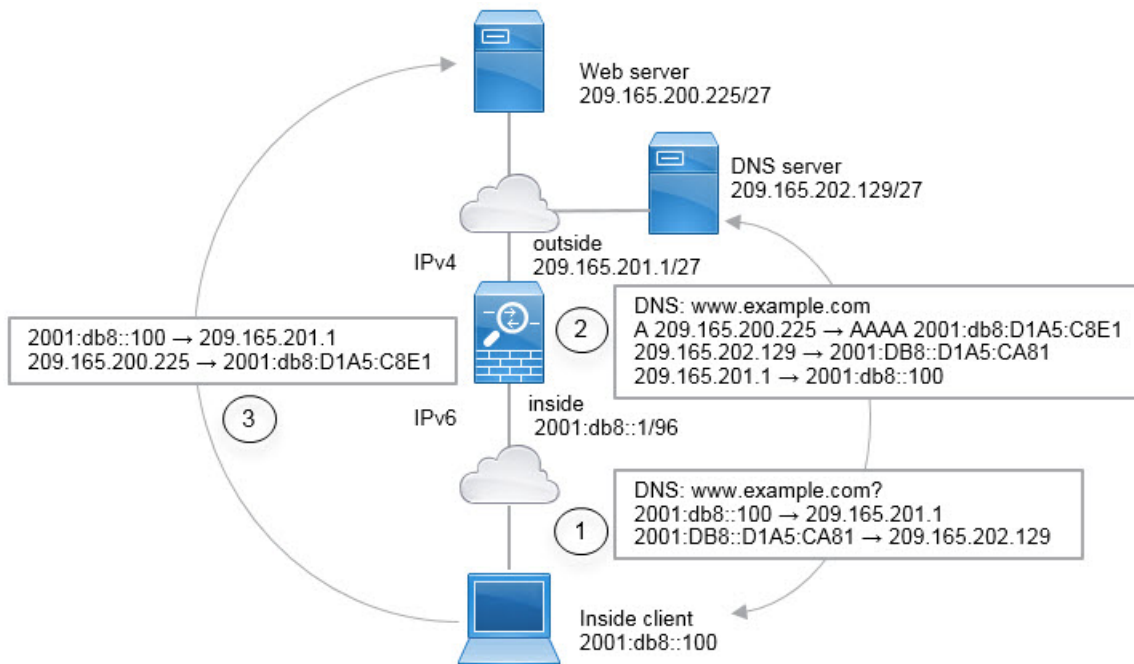 Web server
209.165.200.225/27
DNS server
209.165.202.129/27
outside
209.165.201.1/27
IPv4
2
DNS: www.example.com
A 209.165.200.225 → AAAA 2001:db8:D1A5:C8E1
209.165.202.129 → 2001:DB8::D1A5:CA81
209.165.201.1 → 2001:db8::100
2001:db8::100 → 209.165.201.1
209.165.200.225 → 2001:db8:D1A5:C8E1
3
IPv6
inside
2001:db8::1/96
1
DNS: www.example.com?
2001:db8::100 → 209.165.201.1
2001:DB8::D1A5:CA81 → 209.165.202.129
Inside client
2001:db8::100